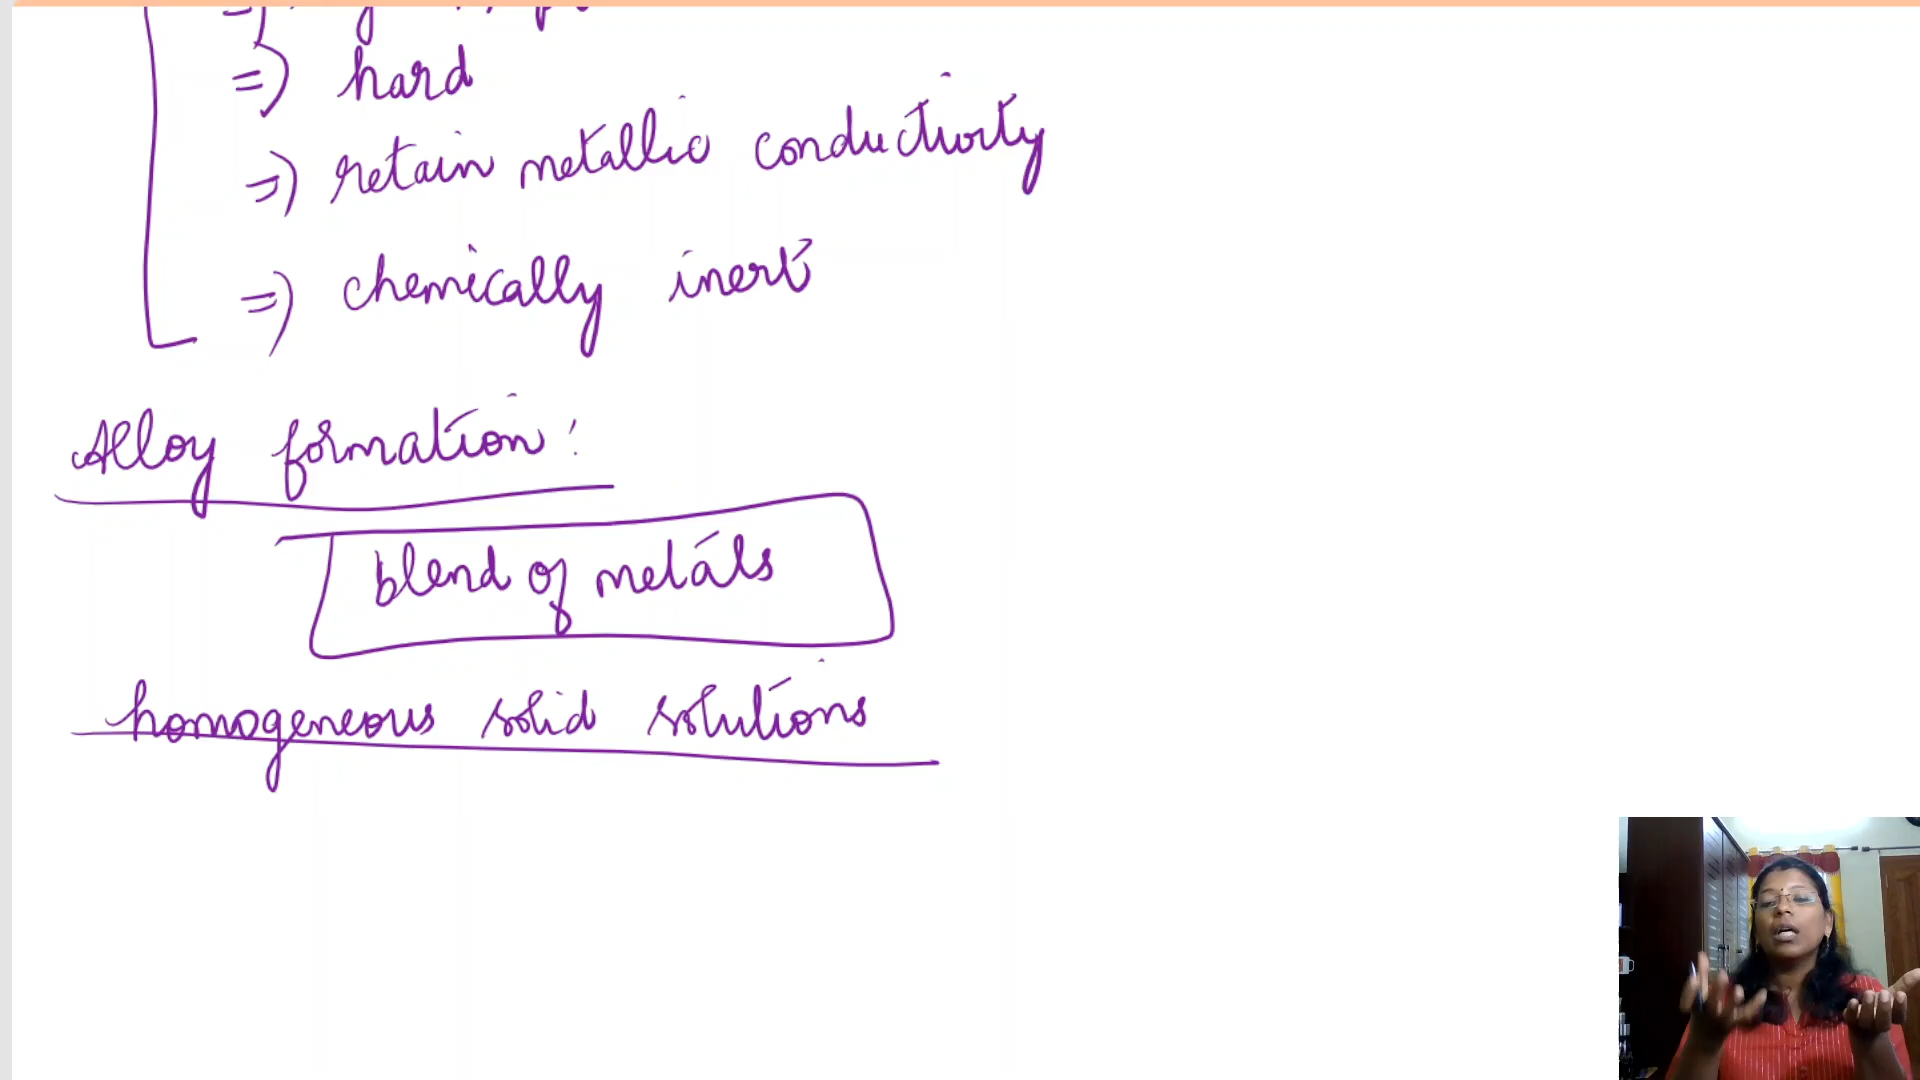 => hard
=> retain metallic conductivity
=> chemically inert
Alloy formation:
blend of metals
homogeneous solid solutions